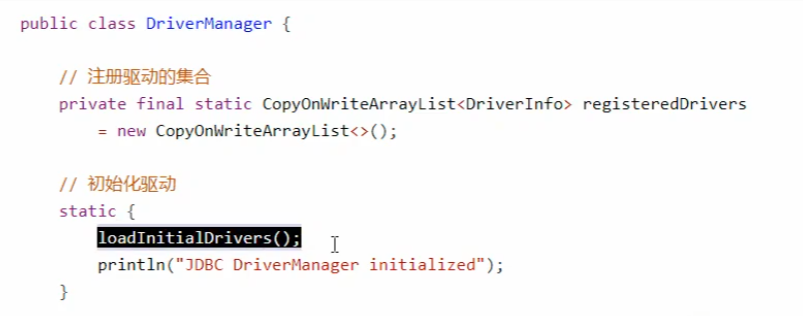 public class DriverManager {
// 注册驱动的集合
private final static CopyOnWriteArrayList<DriverInfo> registeredDrivers
= new CopyOnWriteArrayList<>();
// 初始化驱动
static {
loadInitialDrivers();
println("JDBC DriverManager initialized");
}